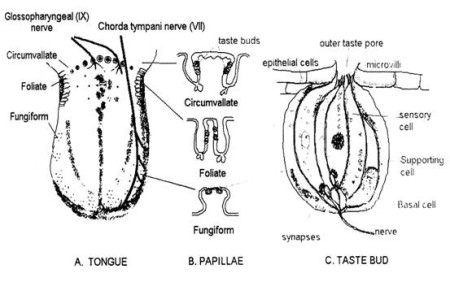 Glossopharyngeal (IX)
nerve
Chorda tympani nerve (VII)
Circumvallate
Foliate
Fungiform
taste buds
Circumvallate
Foliate
Fungiform
outer taste pore
epithelial cells
microvilli
sensory
cell
Supporting
cell
Basal cell
nerve
synapses
A. TONGUE
B. PAPILLAE
C. TASTE BUD